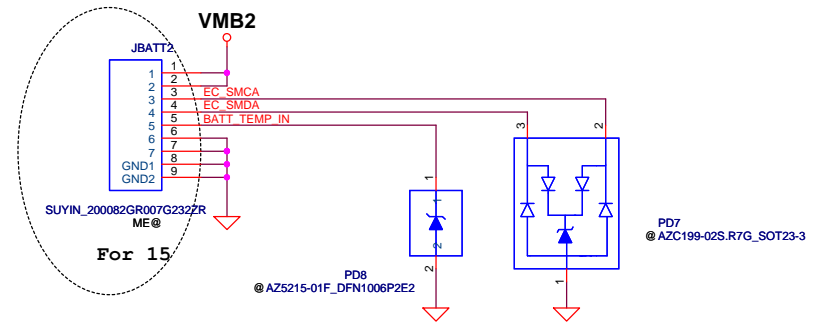 VMB2
JBATT2
1 1
2 2
3 3 EC_SMCA
4 4 EC_SMDA
5 5 BATT_TEMP_IN
6 6
7 7
GND1 8
GND2 9
SUYIN_200082GR007G232ZR
ME@
For 15
1
1
2
2
PD8
@ AZ5215-01F_DFN1006P2E2
3
2
1
PD7
@ AZC199-02S.R7G_SOT23-3